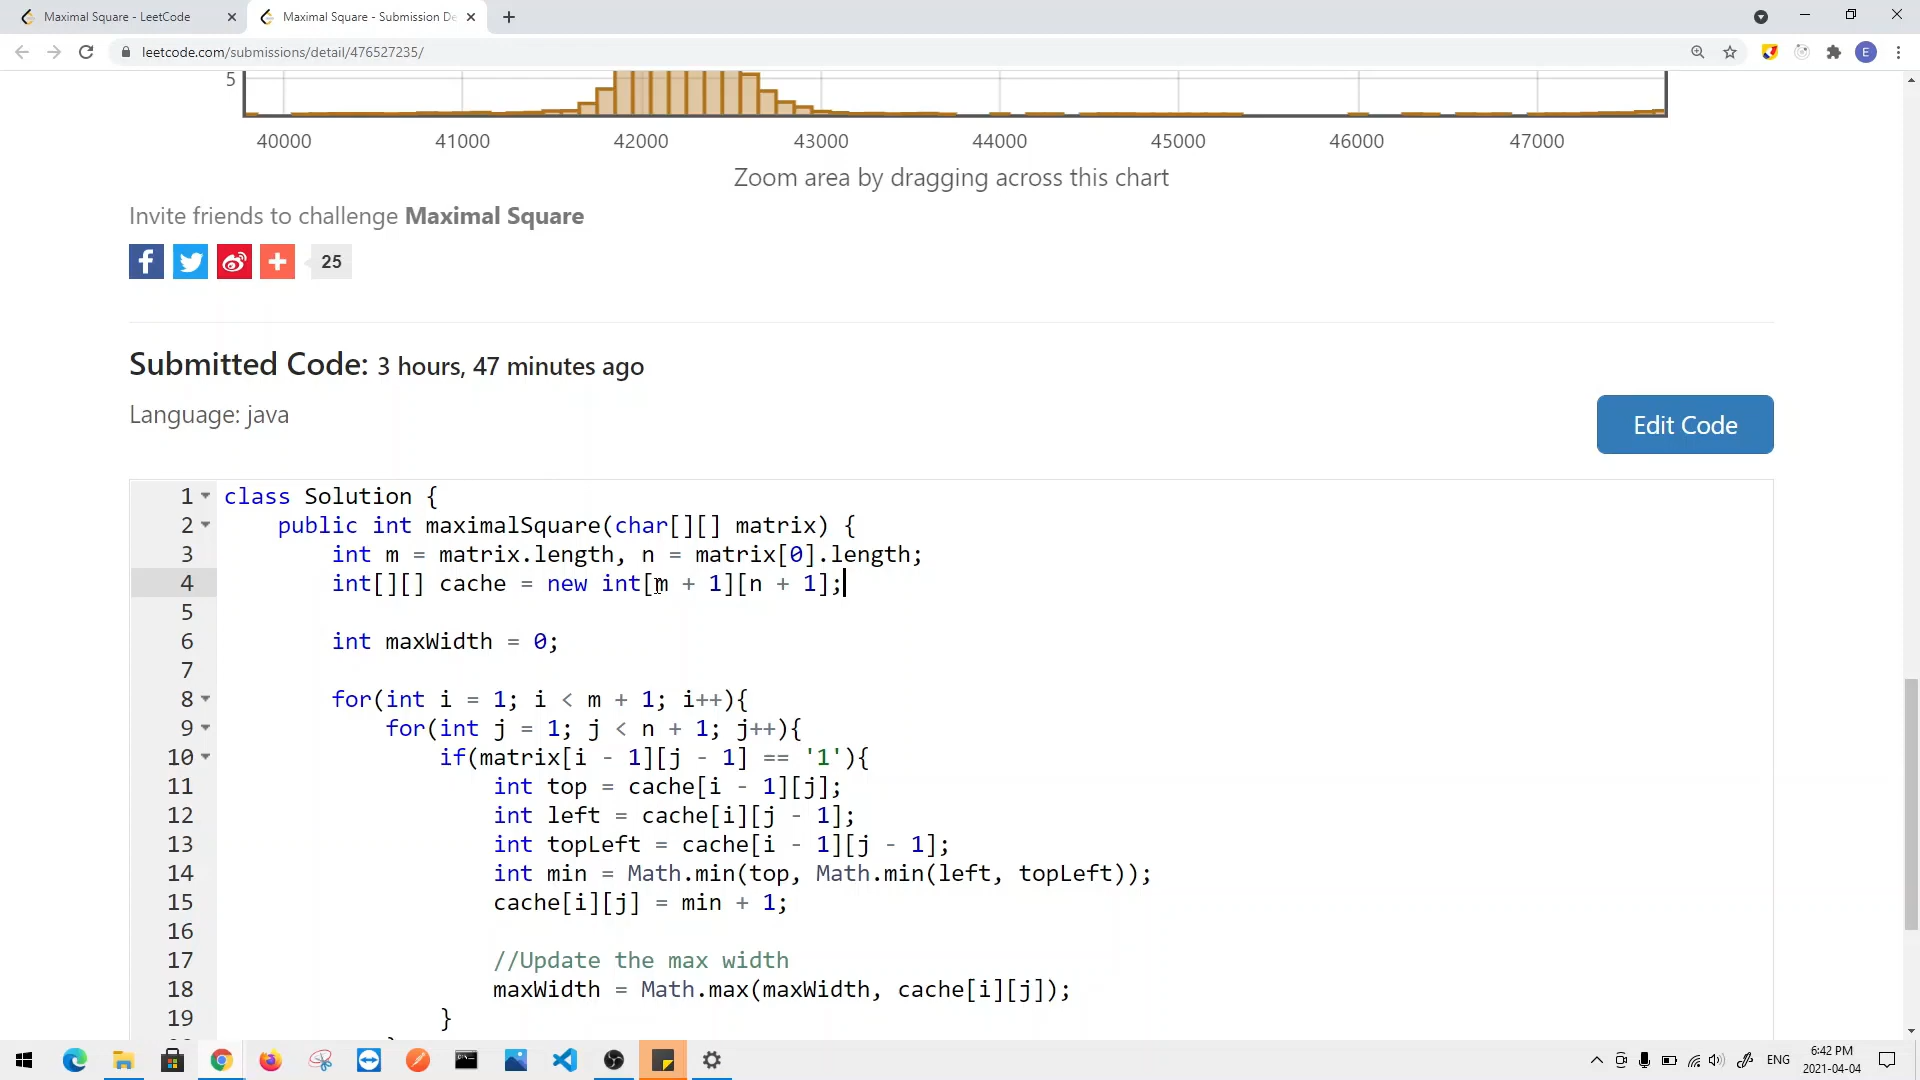 Maximal Square - LeetCode
Maximal Square - Submission De
leetcode.com/submissions/detail/476527235/
E
5
40000 41000 42000 43000 44000 45000 46000 47000
Zoom area by dragging across this chart
Invite friends to challenge Maximal Square
25
Submitted Code: 3 hours, 47 minutes ago
Language: java
Edit Code
1 class Solution {
2 public int maximalSquare(char[][] matrix) {
3 int m = matrix.length, n = matrix[0].length;
4 int[][] cache = new int[m + 1][n + 1];
5
6 int maxWidth = 0;
7
8 for(int i = 1; i < m + 1; i++){
9 for(int j = 1; j < n + 1; j++){
10 if(matrix[i - 1][j - 1] == '1'){
11 int top = cache[i - 1][j];
12 int left = cache[i][j - 1];
13 int topLeft = cache[i - 1][j - 1];
14 int min = Math.min(top, Math.min(left, topLeft));
15 cache[i][j] = min + 1;
16
17 //Update the max width
18 maxWidth = Math.max(maxWidth, cache[i][j]);
19 }
ENG
6:42 PM
2021-04-04